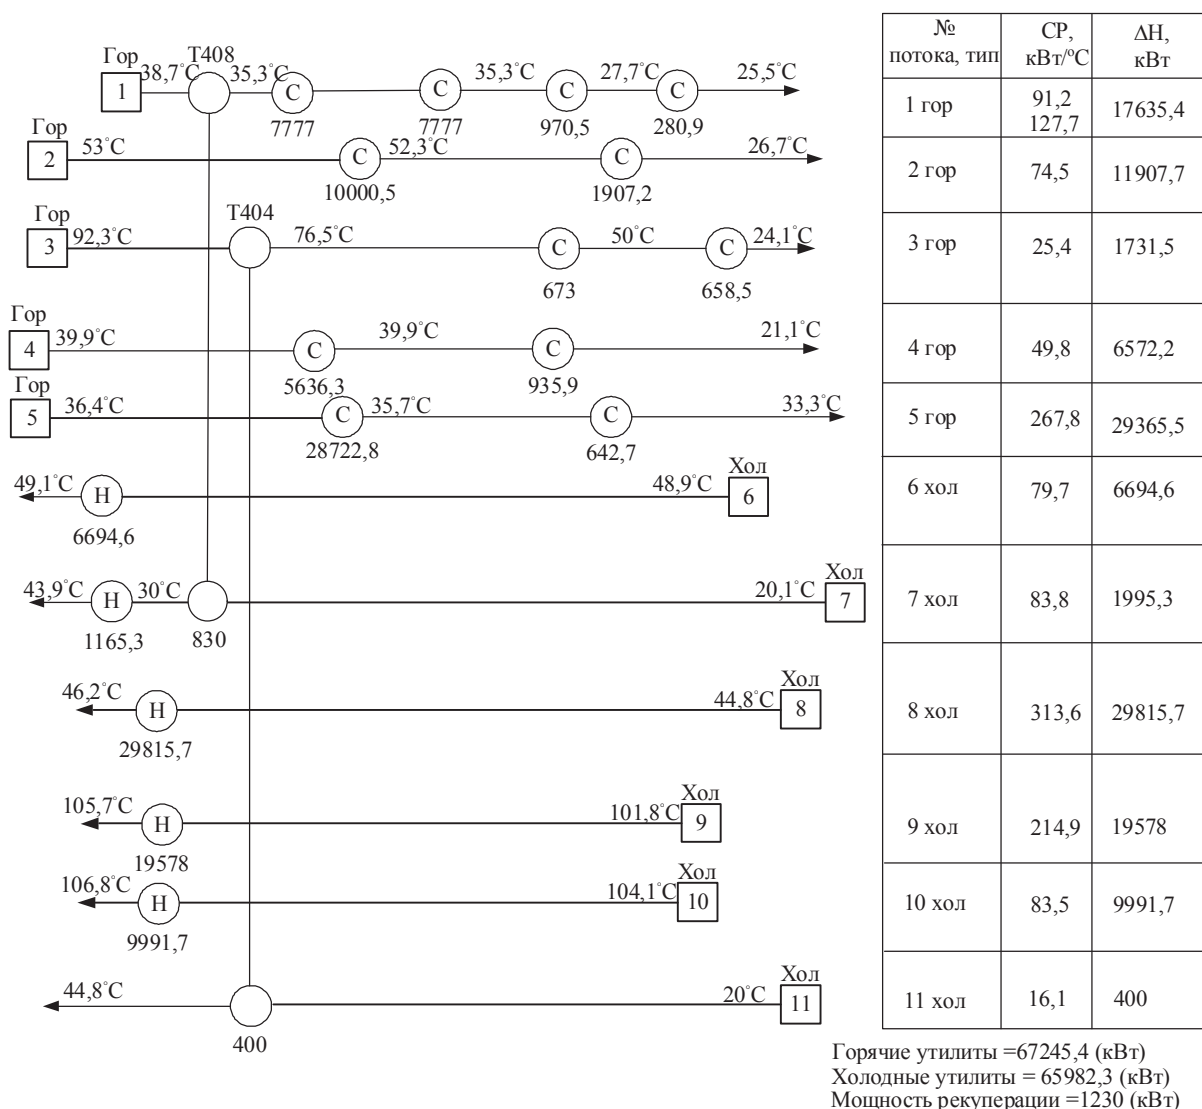 Гор
38,7°C
T408
35,3°C
35,3°C
27,7°C
25,5°C
1
C
C
C
C
7777
7777
970,5
280,9
Гор
53°C
52,3°C
26,7°C
2
C
C
10000,5
1907,2
Гор
T404
92,3°C
76,5°C
50°C
24,1°C
3
C
C
673
658,5
Гор
39,9°C
39,9°C
21,1°C
4
C
C
5636,3
935,9
Гор
36,4°C
35,7°C
33,3°C
5
C
C
28722,8
642,7
Хол
49,1°C
48,9°C
H
6
6694,6
Хол
43,9°C
30°C
20,1°C
H
7
1165,3
830
Хол
46,2°C
44,8°C
H
8
29815,7
Хол
105,7°C
101,8°C
H
9
19578
Хол
106,8°C
104,1°C
H
10
9991,7
Хол
44,8°C
20°C
11
400
№ потока, тип
CP, кВт/°C
ΔH, кВт
1 гор
91,2
127,7
17635,4
2 гор 74,5 11907,7
3 гор 25,4 1731,5
4 гор 49,8 6572,2
5 гор 267,8 29365,5
6 хол 79,7 6694,6
7 хол 83,8 1995,3
8 хол 313,6 29815,7
9 хол 214,9 19578
10 хол 83,5 9991,7
11 хол 16,1 400
Горячие утилиты =67245,4 (кВт)
Холодные утилиты = 65982,3 (кВт)
Мощность рекуперации =1230 (кВт)